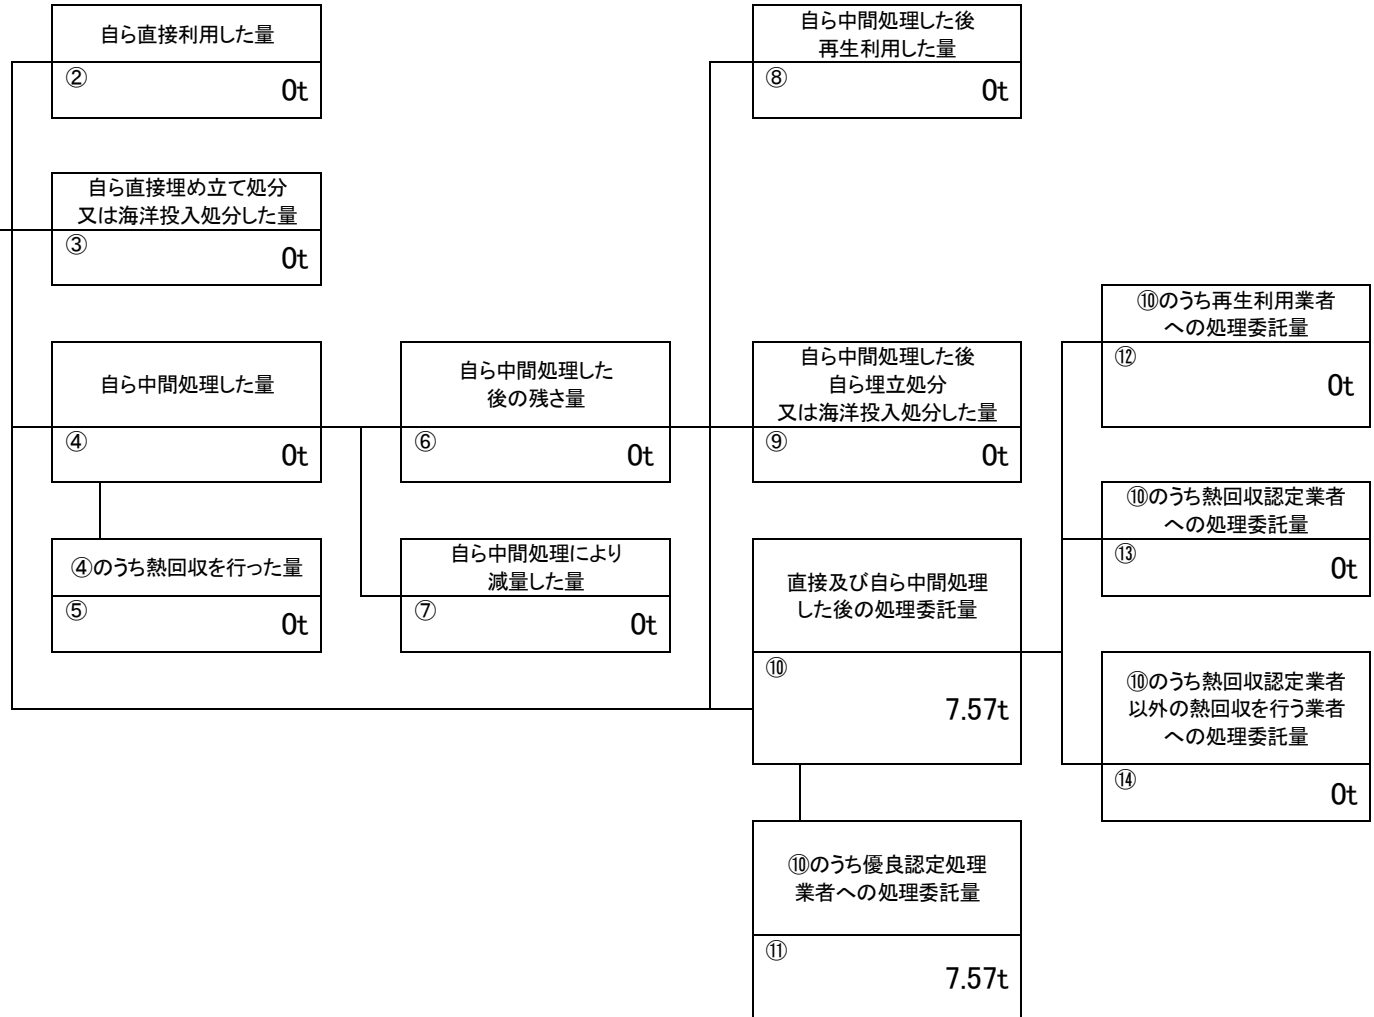 自ら直接利用した量
②
0t
自ら直接埋め立て処分
又は海洋投入処分した量
③
0t
自ら中間処理した量
④
0t
④のうち熱回収を行った量
⑤
0t
自ら中間処理した
後の残さ量
⑥
0t
自ら中間処理により
減量した量
⑦
0t
自ら中間処理した後
再生利用した量
⑧
0t
自ら中間処理した後
自ら埋立処分
又は海洋投入処分した量
⑨
0t
直接及び自ら中間処理
した後の処理委託量
⑩
7.57t
⑩のうち優良認定処理
業者への処理委託量
⑪
7.57t
⑩のうち再生利用業者
への処理委託量
⑫
0t
⑩のうち熱回収認定業者
への処理委託量
⑬
0t
⑩のうち熱回収認定業者
以外の熱回収を行う業者
への処理委託量
⑭
0t